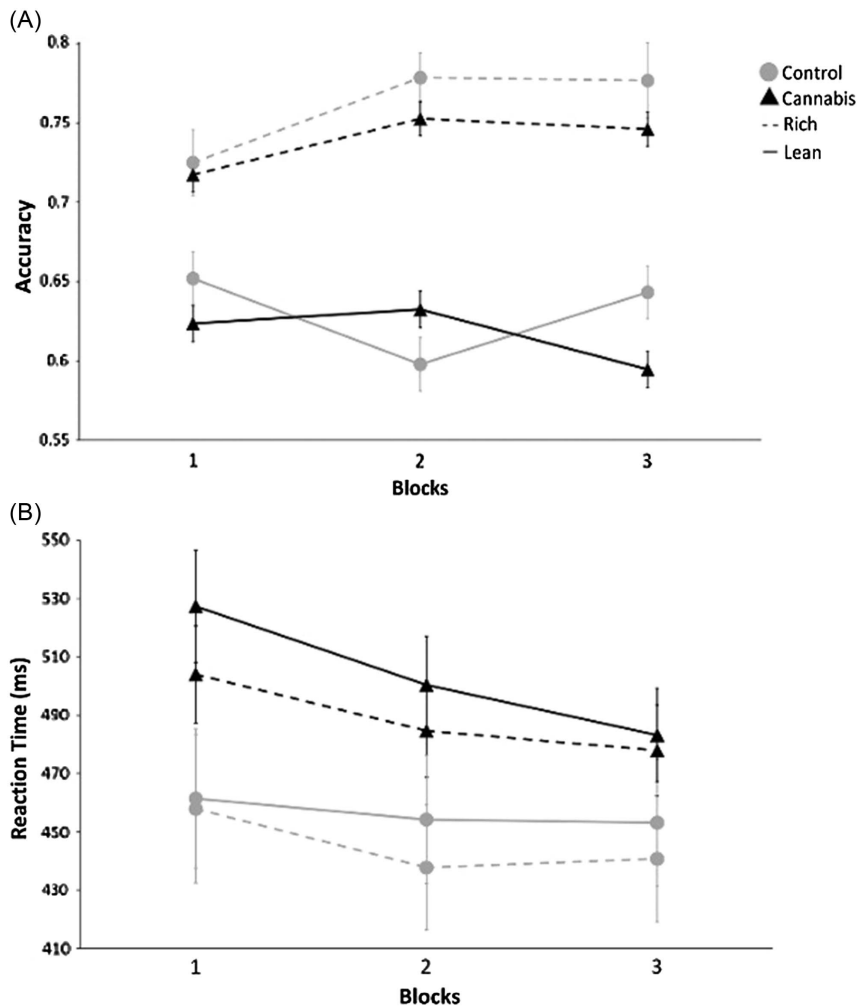 (A)
0.8
0.75
0.7
0.65
0.6
0.55
Accuracy
1 2 3
Blocks
Control
Cannabis
Rich
Lean
(B)
550
530
510
490
470
450
430
410
Reaction Time (ms)
1 2 3
Blocks